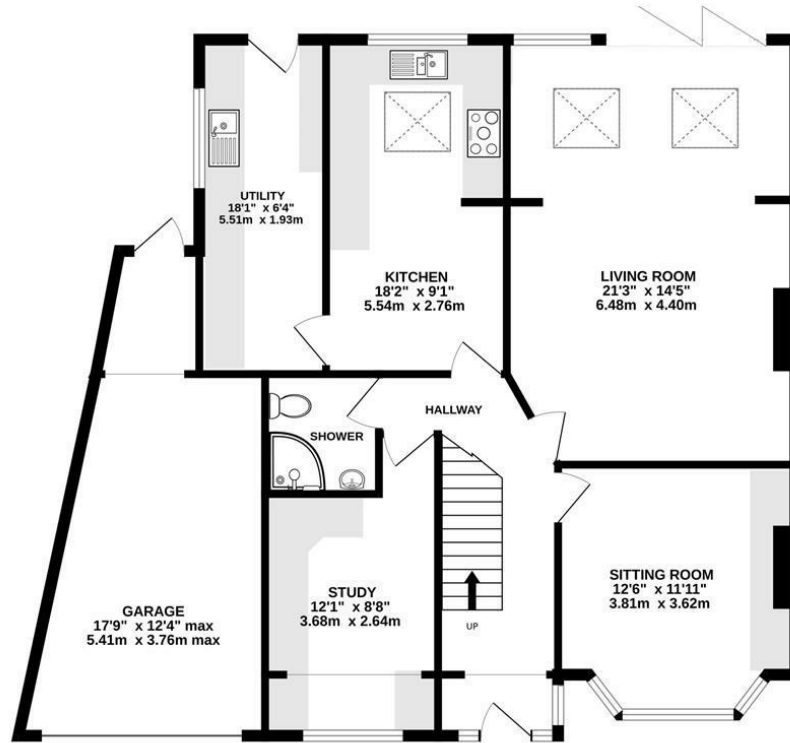 UTILITY
18'1" x 6'4"
5.51m x 1.93m
KITCHEN
18'2" x 9'1"
5.54m x 2.76m
LIVING ROOM
21'3" x 14'5"
6.48m x 4.40m
HALLWAY
SHOWER
GARAGE
17'9" x 12'4" max
5.41m x 3.76m max
STUDY
12'1" x 8'8"
3.68m x 2.64m
UP
SITTING ROOM
12'6" x 11'11"
3.81m x 3.62m